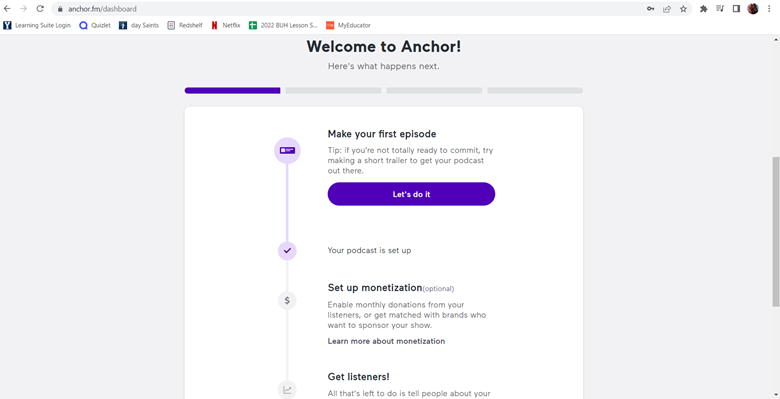 anchor.fm/dashboard
Learning Suite Login
Quizlet
day Saints
Readshelf
Netflix
2022 BUH Lesson S...
MyEducator
Welcome to Anchor!
Here's what happens next.
Make your first episode
Tip: if you're not totally ready to commit, try
making a short trailer to get your podcast
out there.
Let's do it
Your podcast is set up
$
Set up monetization(optional)
Enable monthly donations from your
listeners, or get matched with brands who
want to sponsor your show.
Learn more about monetization
Get listeners!
All that's left to do is tell people about your